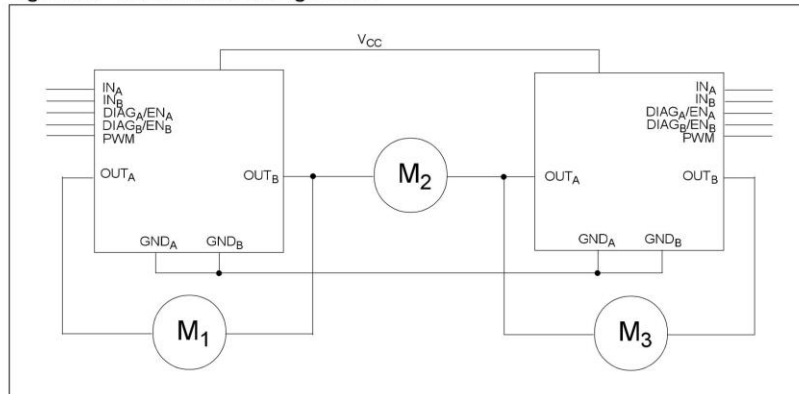 V_CC
IN_A
IN_B
DIAG_A/EN_A
DIAG_B/EN_B
PWM
OUT_A
OUT_B
GND_A
GND_B
M_2
IN_A
IN_B
DIAG_A/EN_A
DIAG_B/EN_B
PWM
OUT_A
OUT_B
GND_A
GND_B
M_1
M_3